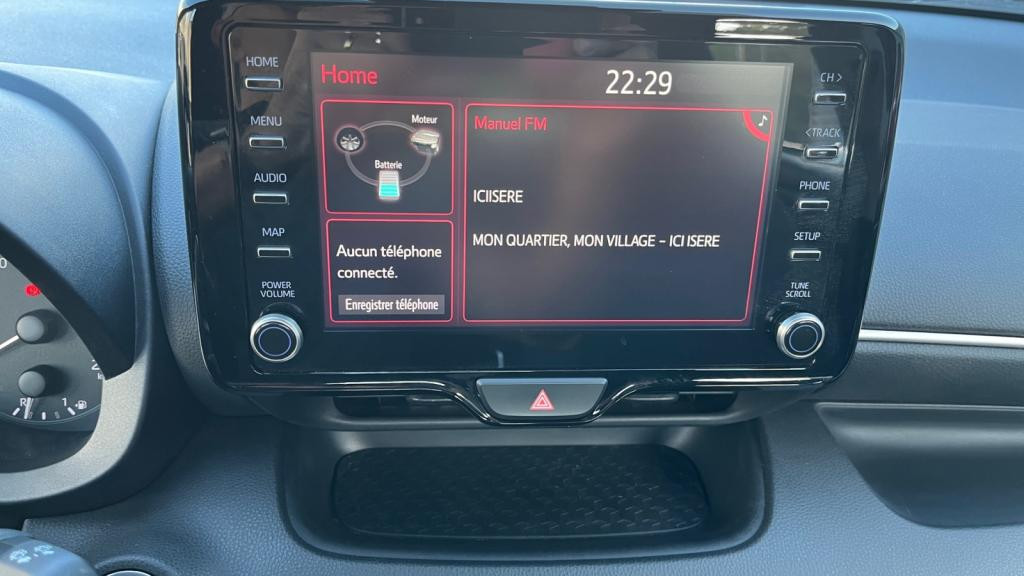 HOME
MENU
AUDIO
MAP
POWER
VOLUME
Home
22:29
Moteur
Batterie
Aucun téléphone
connecté.
Enregistrer téléphone
Manuel FM
ICIISERE
MON QUARTIER, MON VILLAGE - ICI ISERE
CH >
<TRACK
PHONE
SETUP
TUNE
SCROLL
R
1